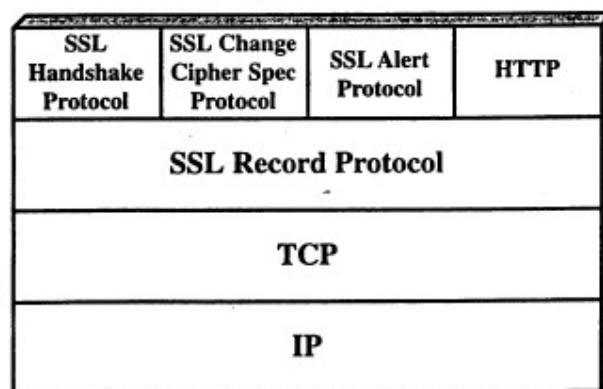 SSL
Handshake
Protocol
SSL Change
Cipher Spec
Protocol
SSL Alert
Protocol
HTTP
SSL Record Protocol
TCP
IP